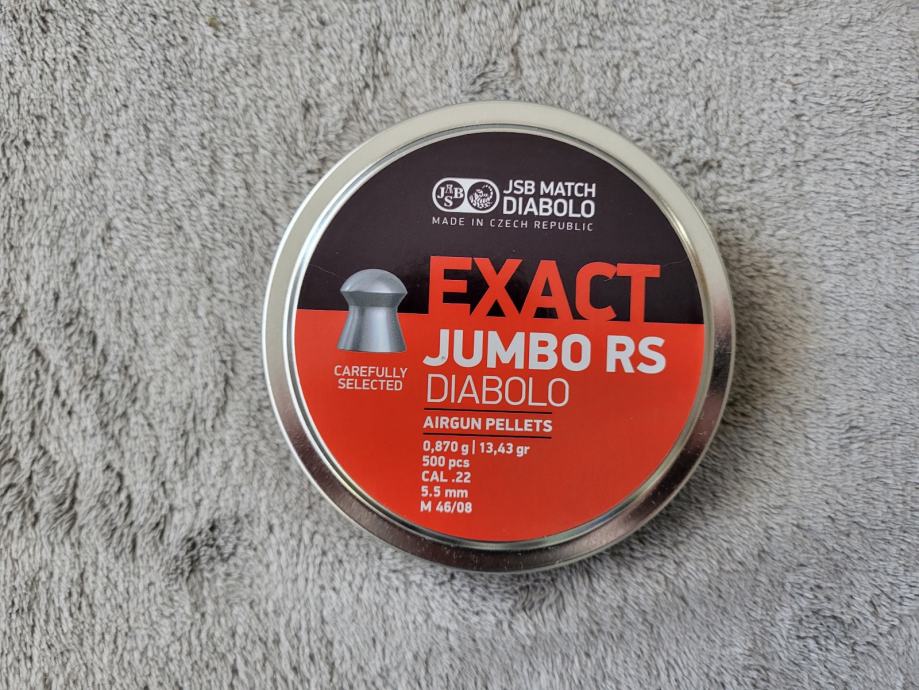 JSB
JSB MATCH
DIABOLO
MADE IN CZECH REPUBLIC
EXACT
JUMBO RS
DIABOLO
CAREFULLY
SELECTED
AIRGUN PELLETS
0,870 g | 13,43 gr
500 pcs
CAL .22
5.5 mm
M 46/08